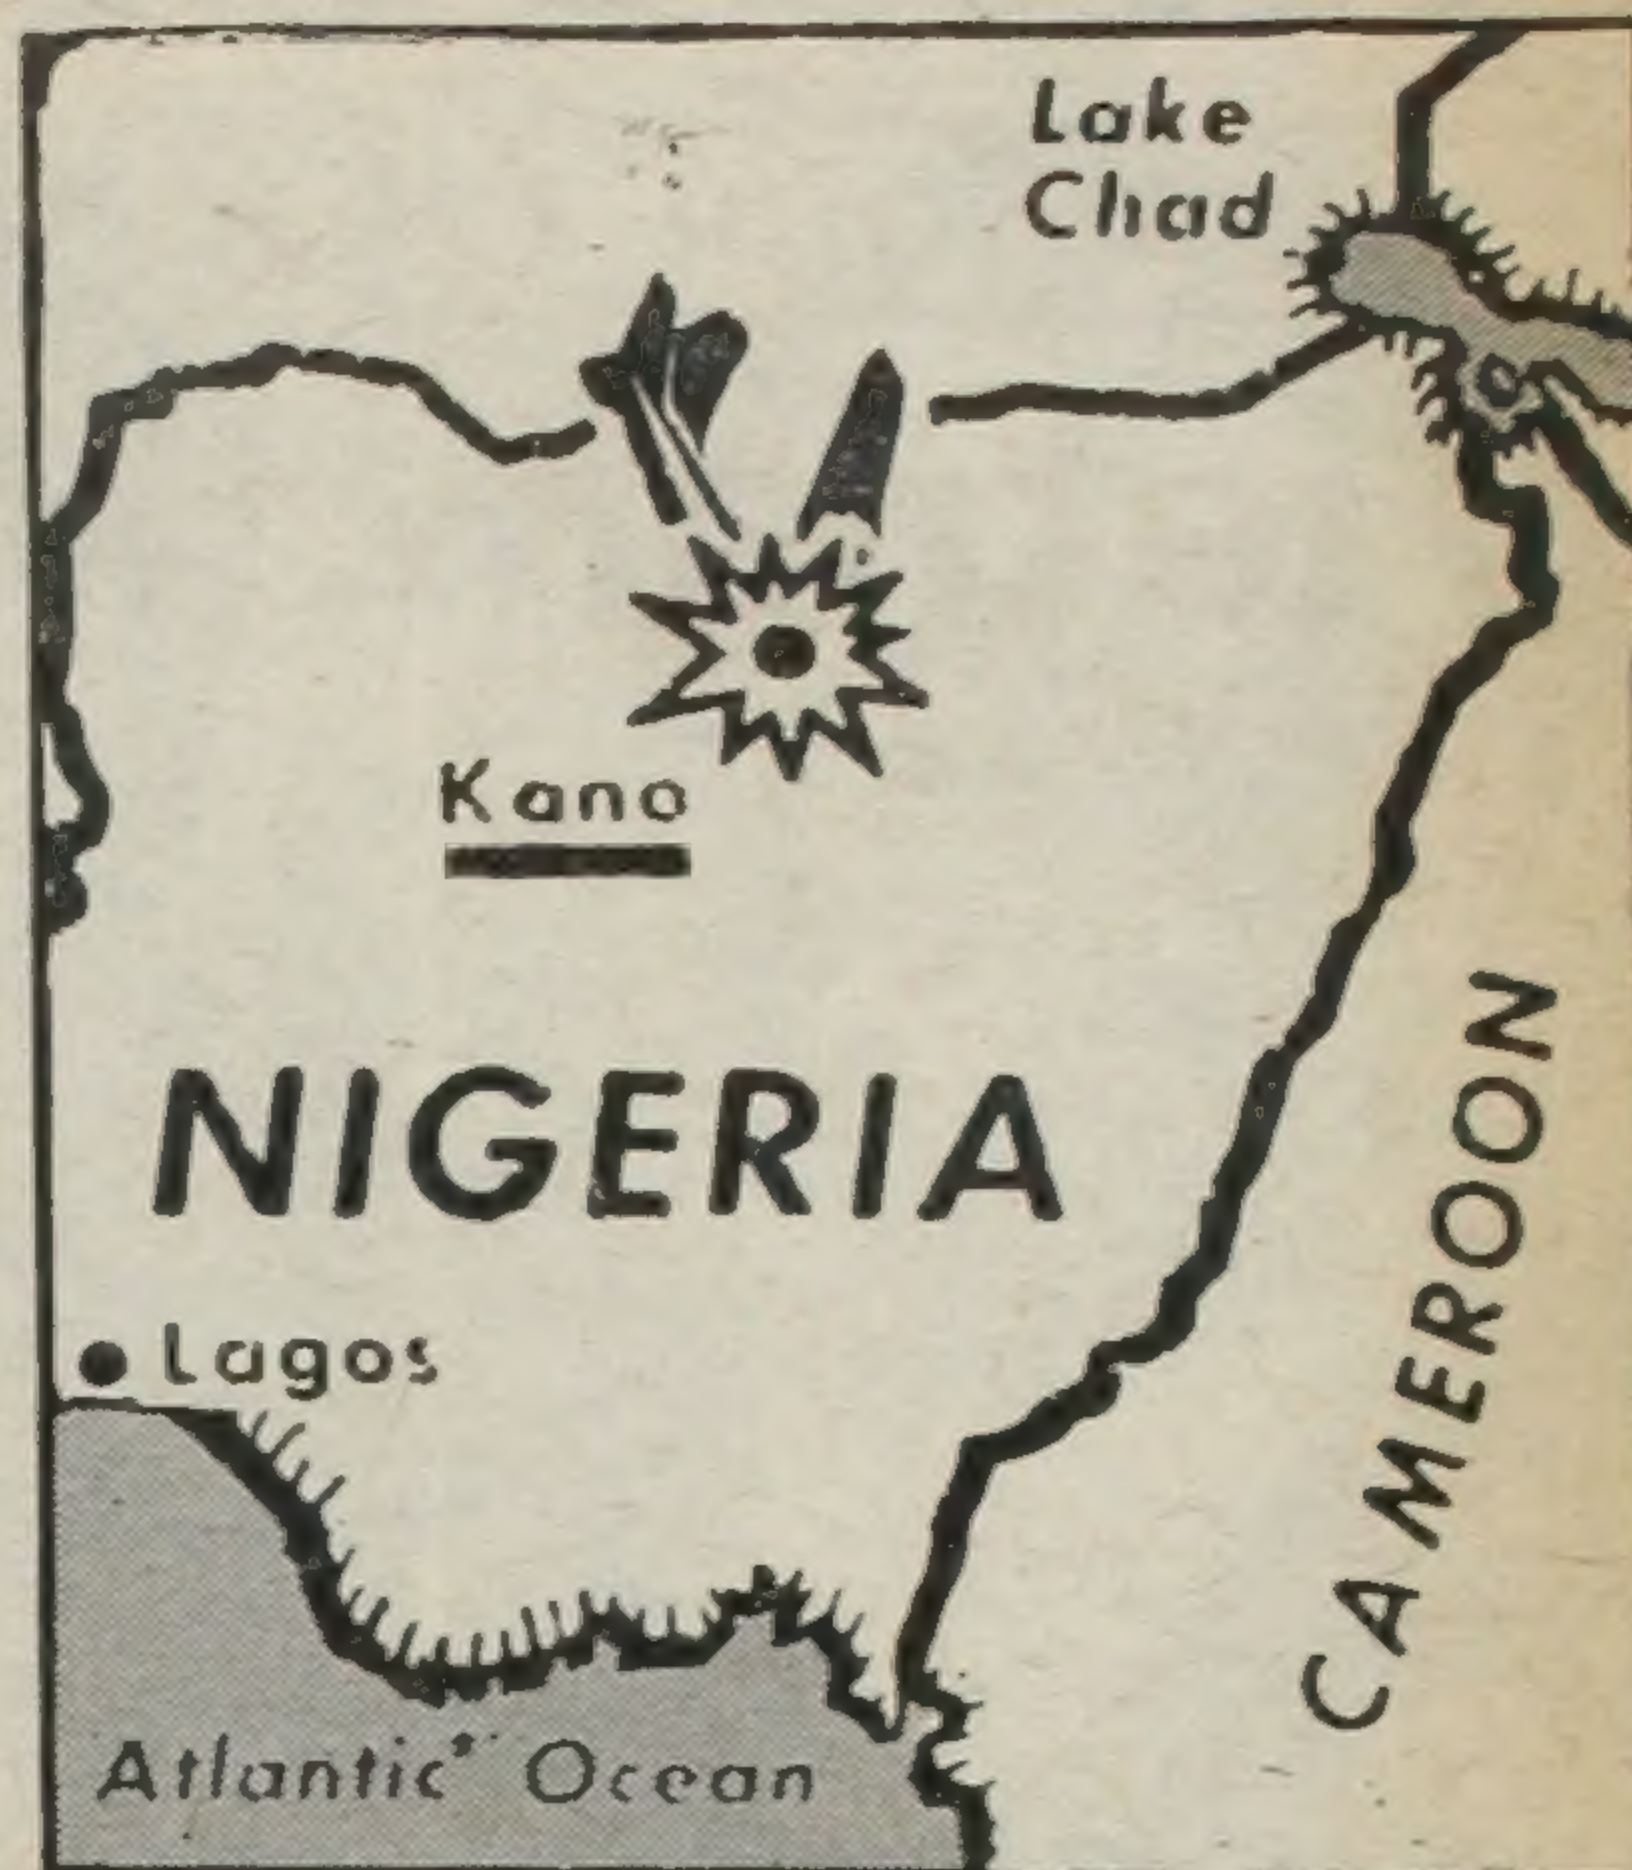 Lake
Chad
Kano
NIGERIA
CAMEROON
Lagos
Atlantic Ocean